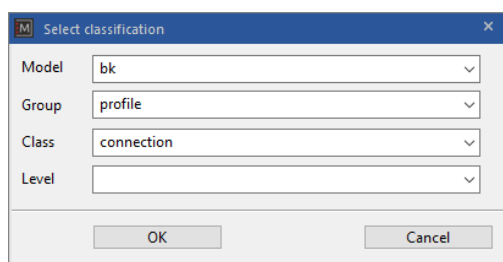 M Select classification ×
Model bk
Group profile
Class connection
Level
OK Cancel